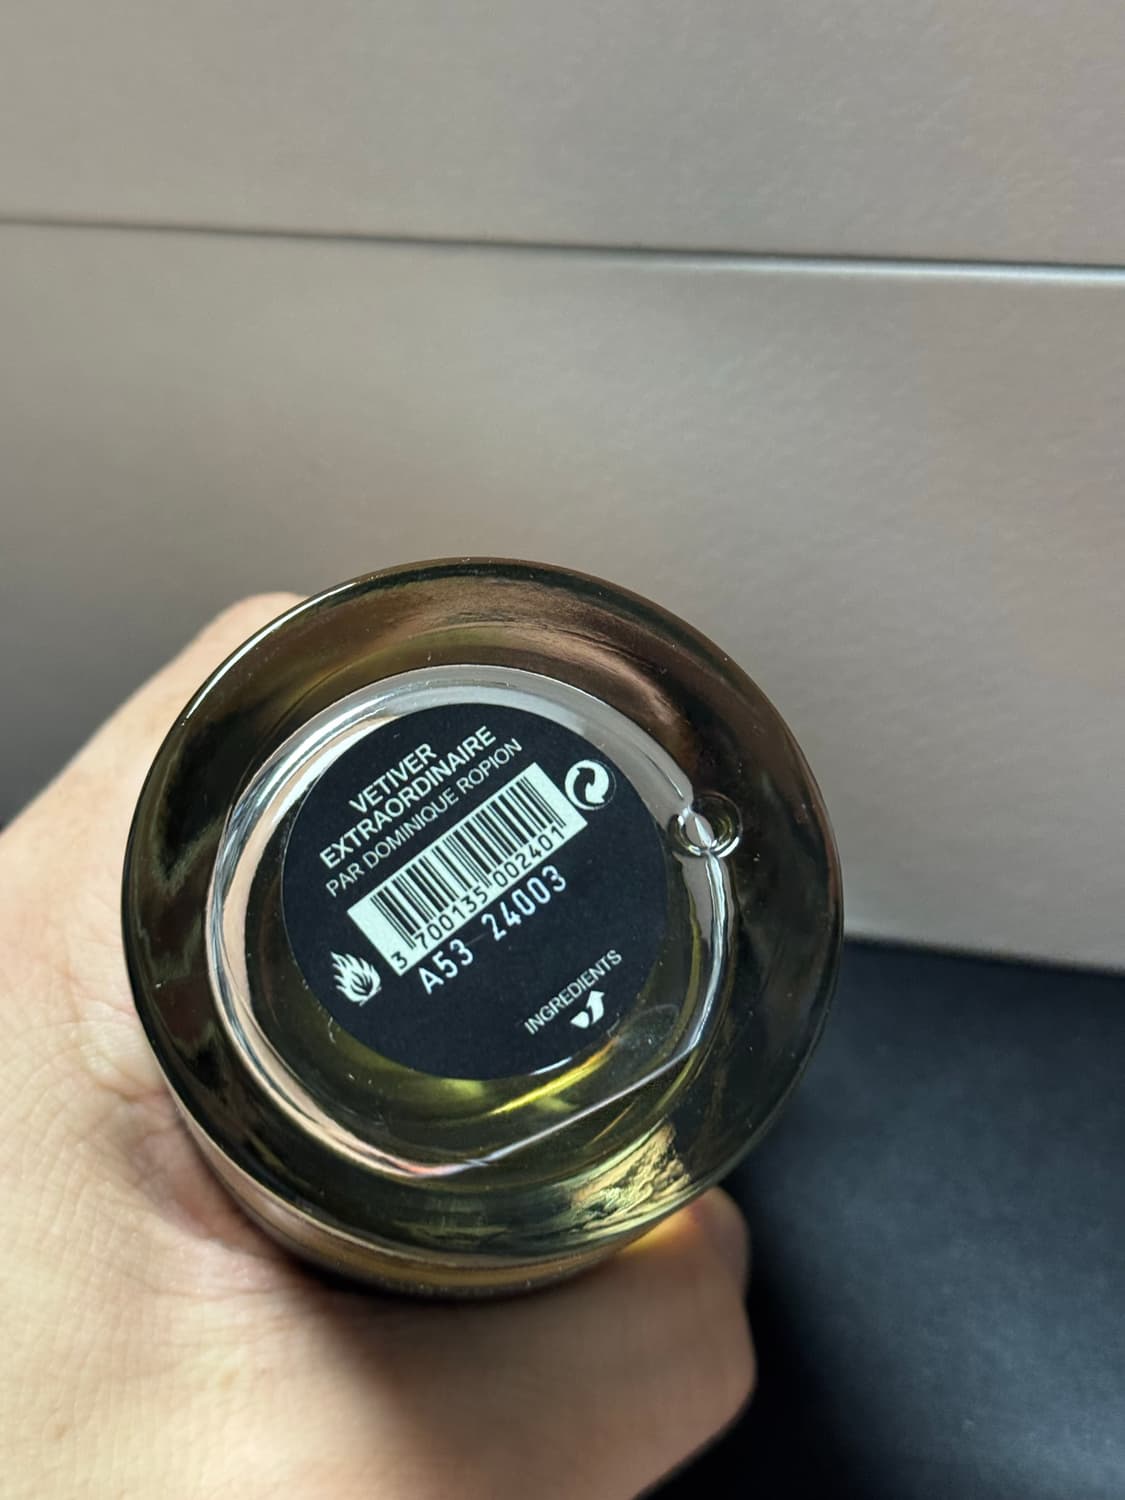 VETIVER
EXTRAORDINAIRE
PAR DOMINIQUE ROPION
3 700135 002401
A53 24003
INGREDIENTS